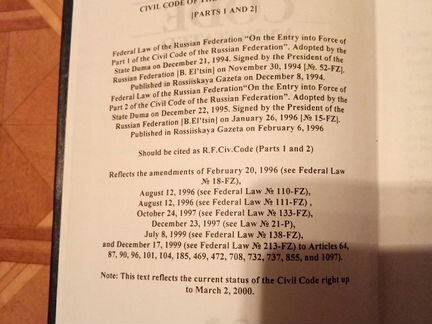 CIVIL CODE OF THE
[PARTS 1 AND 2]
Federal Law of the Russian Federation "On the Entry into Force of
Part 1 of the Civil Code of the Russian Federation". Adopted by the
State Duma on December 21, 1994. Signed by the President of the
Russian Federation [B. El'tsin] on November 30, 1994 [№. 52-FZ].
Published in Rossiiskaya Gazeta on December 8, 1994.
Federal Law of the Russian Federation"On the Entry into Force of
Part 2 of the Civil Code of the Russian Federation". Adopted by the
State Duma on December 22, 1995. Signed by the President of the
Russian Federation [B.El'tsin] on January 26, 1996 [№ 15-FZ].
Published in Rossiiskaya Gazeta on February 6, 1996
Should be cited as R.F.Civ.Code (Parts 1 and 2)
Reflects the amendments of February 20, 1996 (see Federal Law
№ 18-FZ),
August 12, 1996 (see Federal Law № 110-FZ),
August 12, 1996 (see Federal Law № 111-FZ) ,
October 24, 1997 (see Federal Law № 133-FZ),
December 23, 1997 (see Law № 21-P),
July 8, 1999 (see Federal Law № 138-FZ),
and December 17, 1999 (see Federal Law № 213-FZ) to Articles 64,
87, 90, 96, 101, 104, 185, 469, 472, 708, 732, 737, 855, and 1097).
Note: This text reflects the current status of the Civil Code right up
to March 2, 2000.